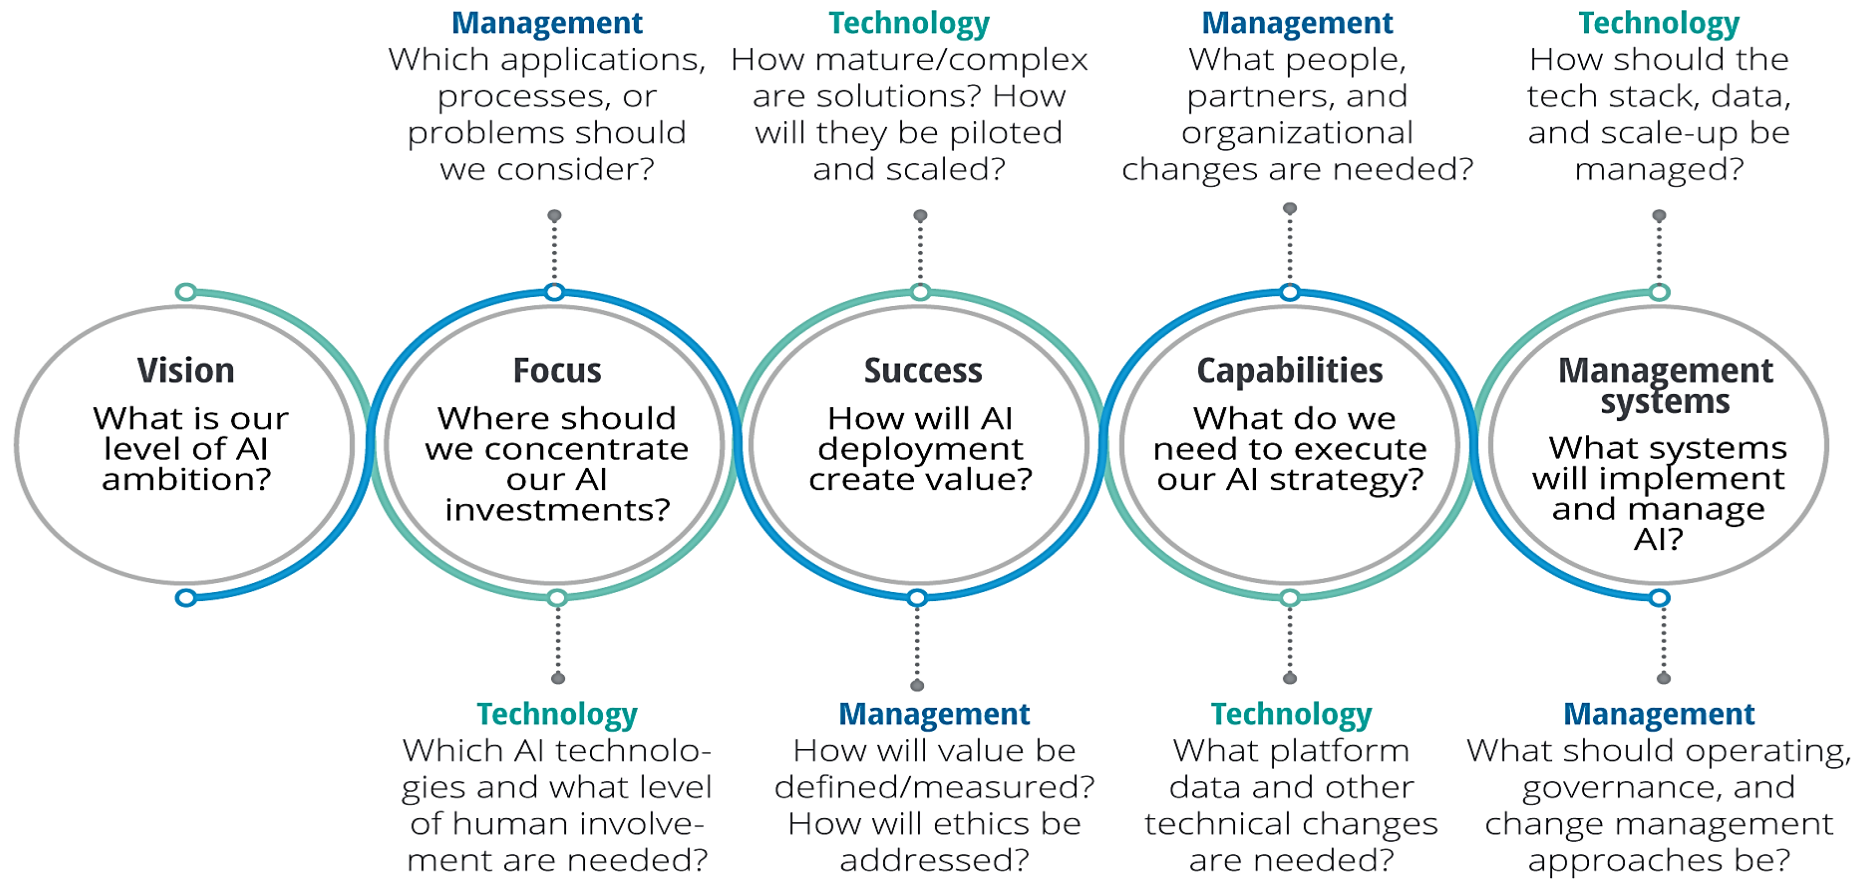 Management
Which applications,
processes, or
problems should
we consider?
Technology
How mature/complex
are solutions? How
will they be piloted
and scaled?
Management
What people,
partners, and
organizational
changes are needed?
Technology
How should the
tech stack, data,
and scale-up be
managed?
Vision
What is our
level of AI
ambition?
Focus
Where should
we concentrate
our AI
investments?
Success
How will AI
deployment
create value?
Capabilities
What do we
need to execute
our AI strategy?
Management
systems
What systems
will implement
and manage
AI?
Technology
Which AI technolo-
gies and what level
of human involve-
ment are needed?
Management
How will value be
defined/measured?
How will ethics be
addressed?
Technology
What platform
data and other
technical changes
are needed?
Management
What should operating,
governance, and
change management
approaches be?